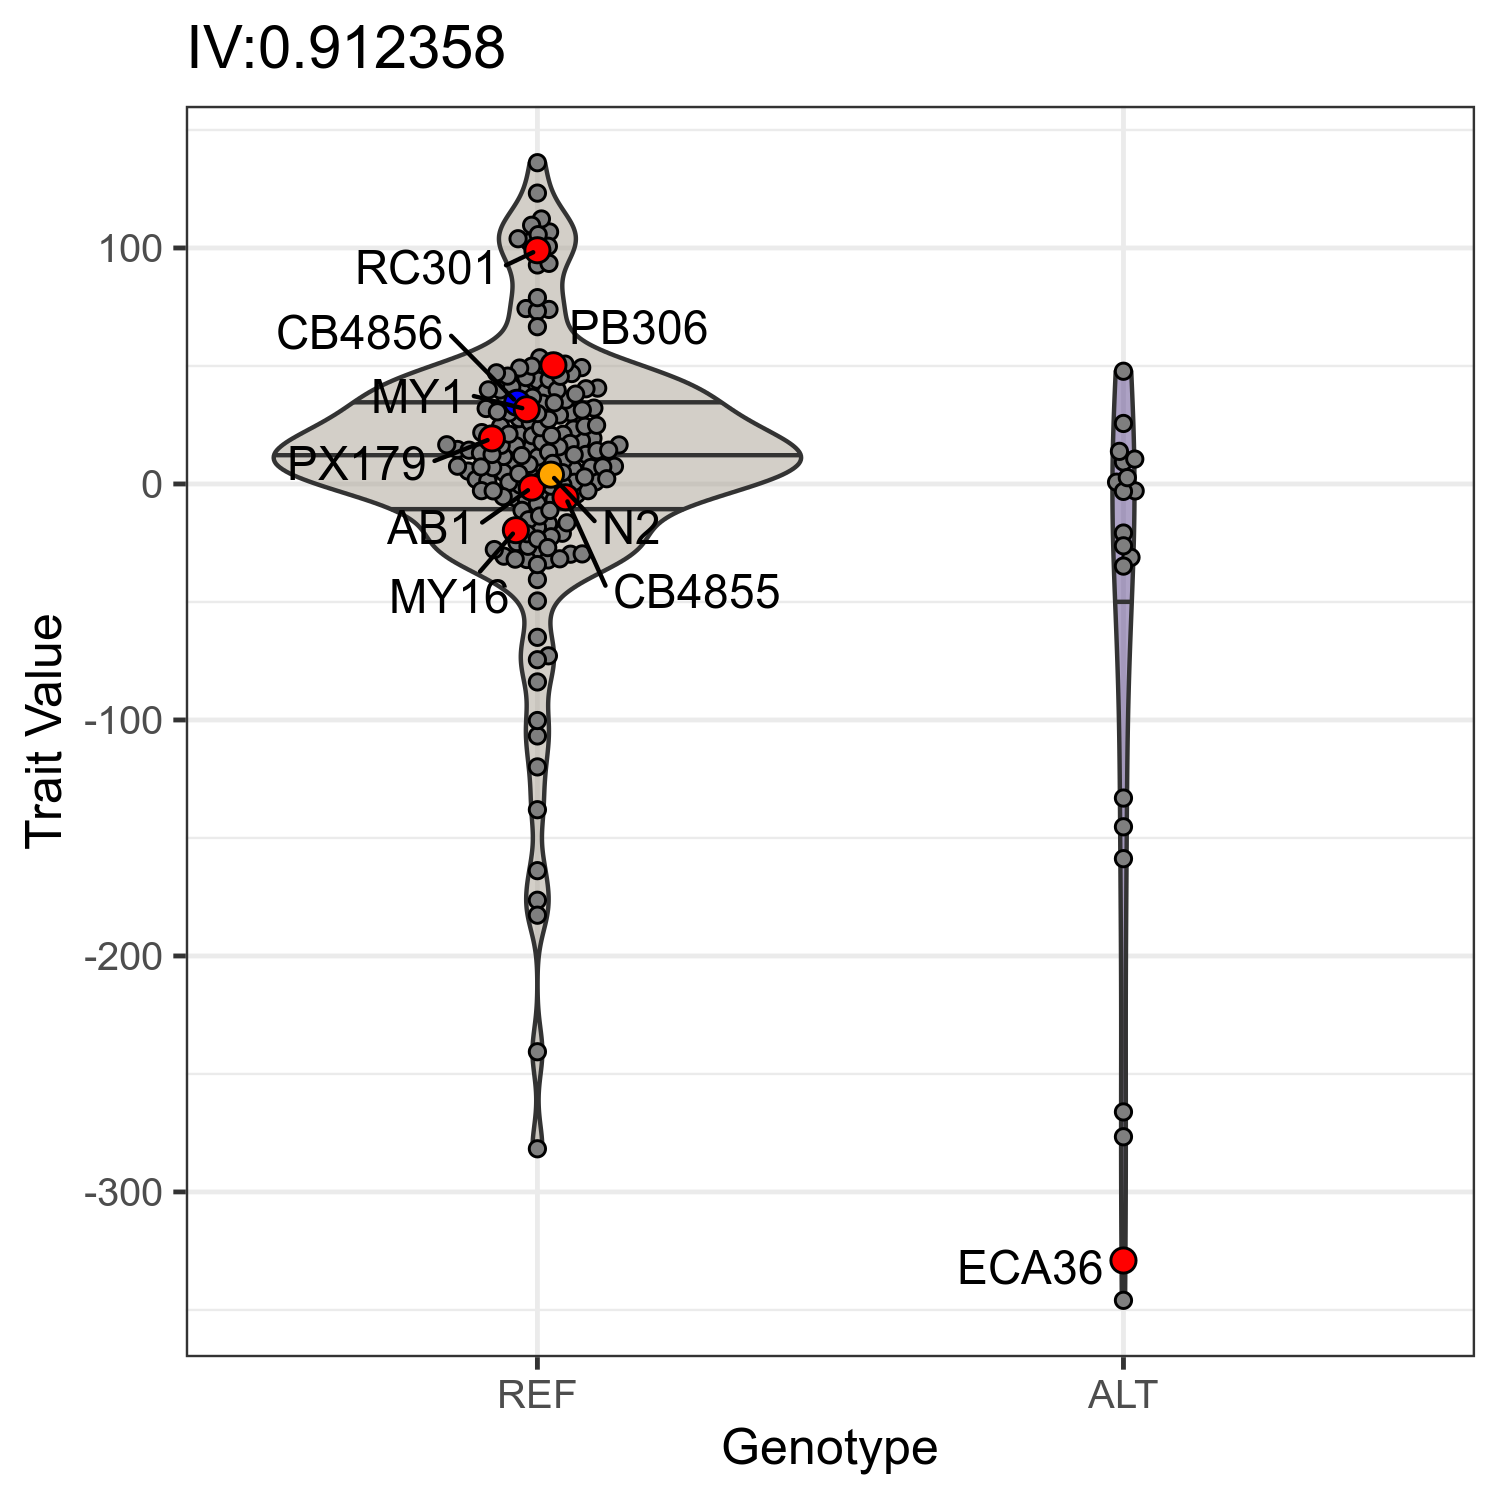 IV:0.912358
Trait Value
100
0
-100
-200
-300
RC301
PB306
CB4856
MY1
PX179
AB1
N2
MY16
CB4855
ECA36
REF
ALT
Genotype